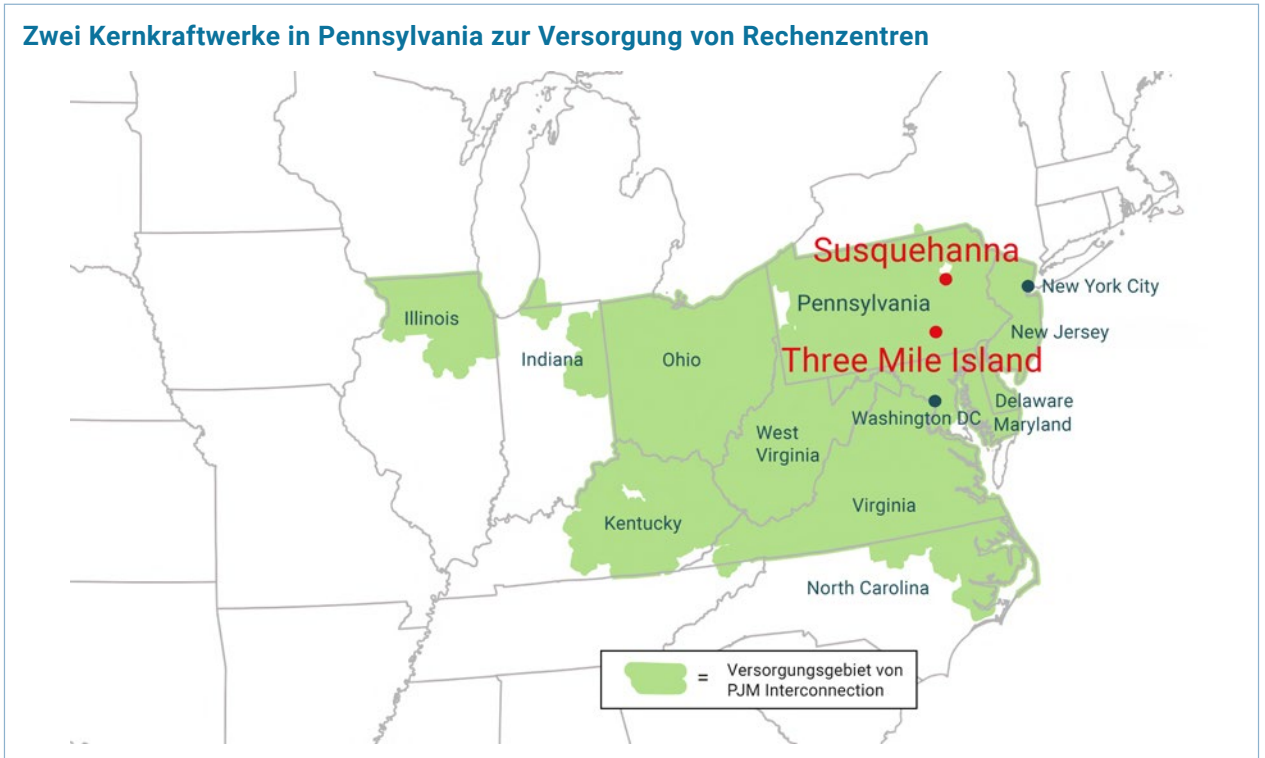 Zwei Kernkraftwerke in Pennsylvania zur Versorgung von Rechenzentren
Susquehanna
New York City
Pennsylvania
Illinois
New Jersey
Indiana
Ohio
Three Mile Island
Delaware
Washington DC
Maryland
West
Virginia
Virginia
Kentucky
North Carolina
= Versorgungsgebiet von
PJM Interconnection